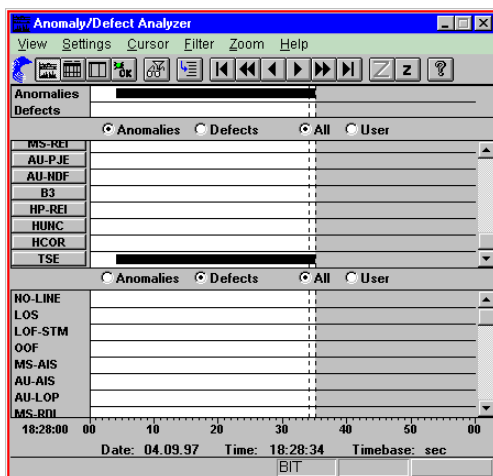 Anomaly/Defect Analyzer
View Settings Cursor Filter Zoom Help
OK Z z ?
Anomalies
Defects
Anomalies Defects All User
MS-REI
AU-PJE
AU-NDF
B3
HP-REI
HUNC
HCOR
TSE
Anomalies Defects All User
NO-LINE
LOS
LOF-STM
OOF
MS-AIS
AU-AIS
AU-LOP
MS-RDI
18:28:00 00 10 20 30 40 50 00
Date: 04.09.97 Time: 18:28:34 Timebase: sec
BIT